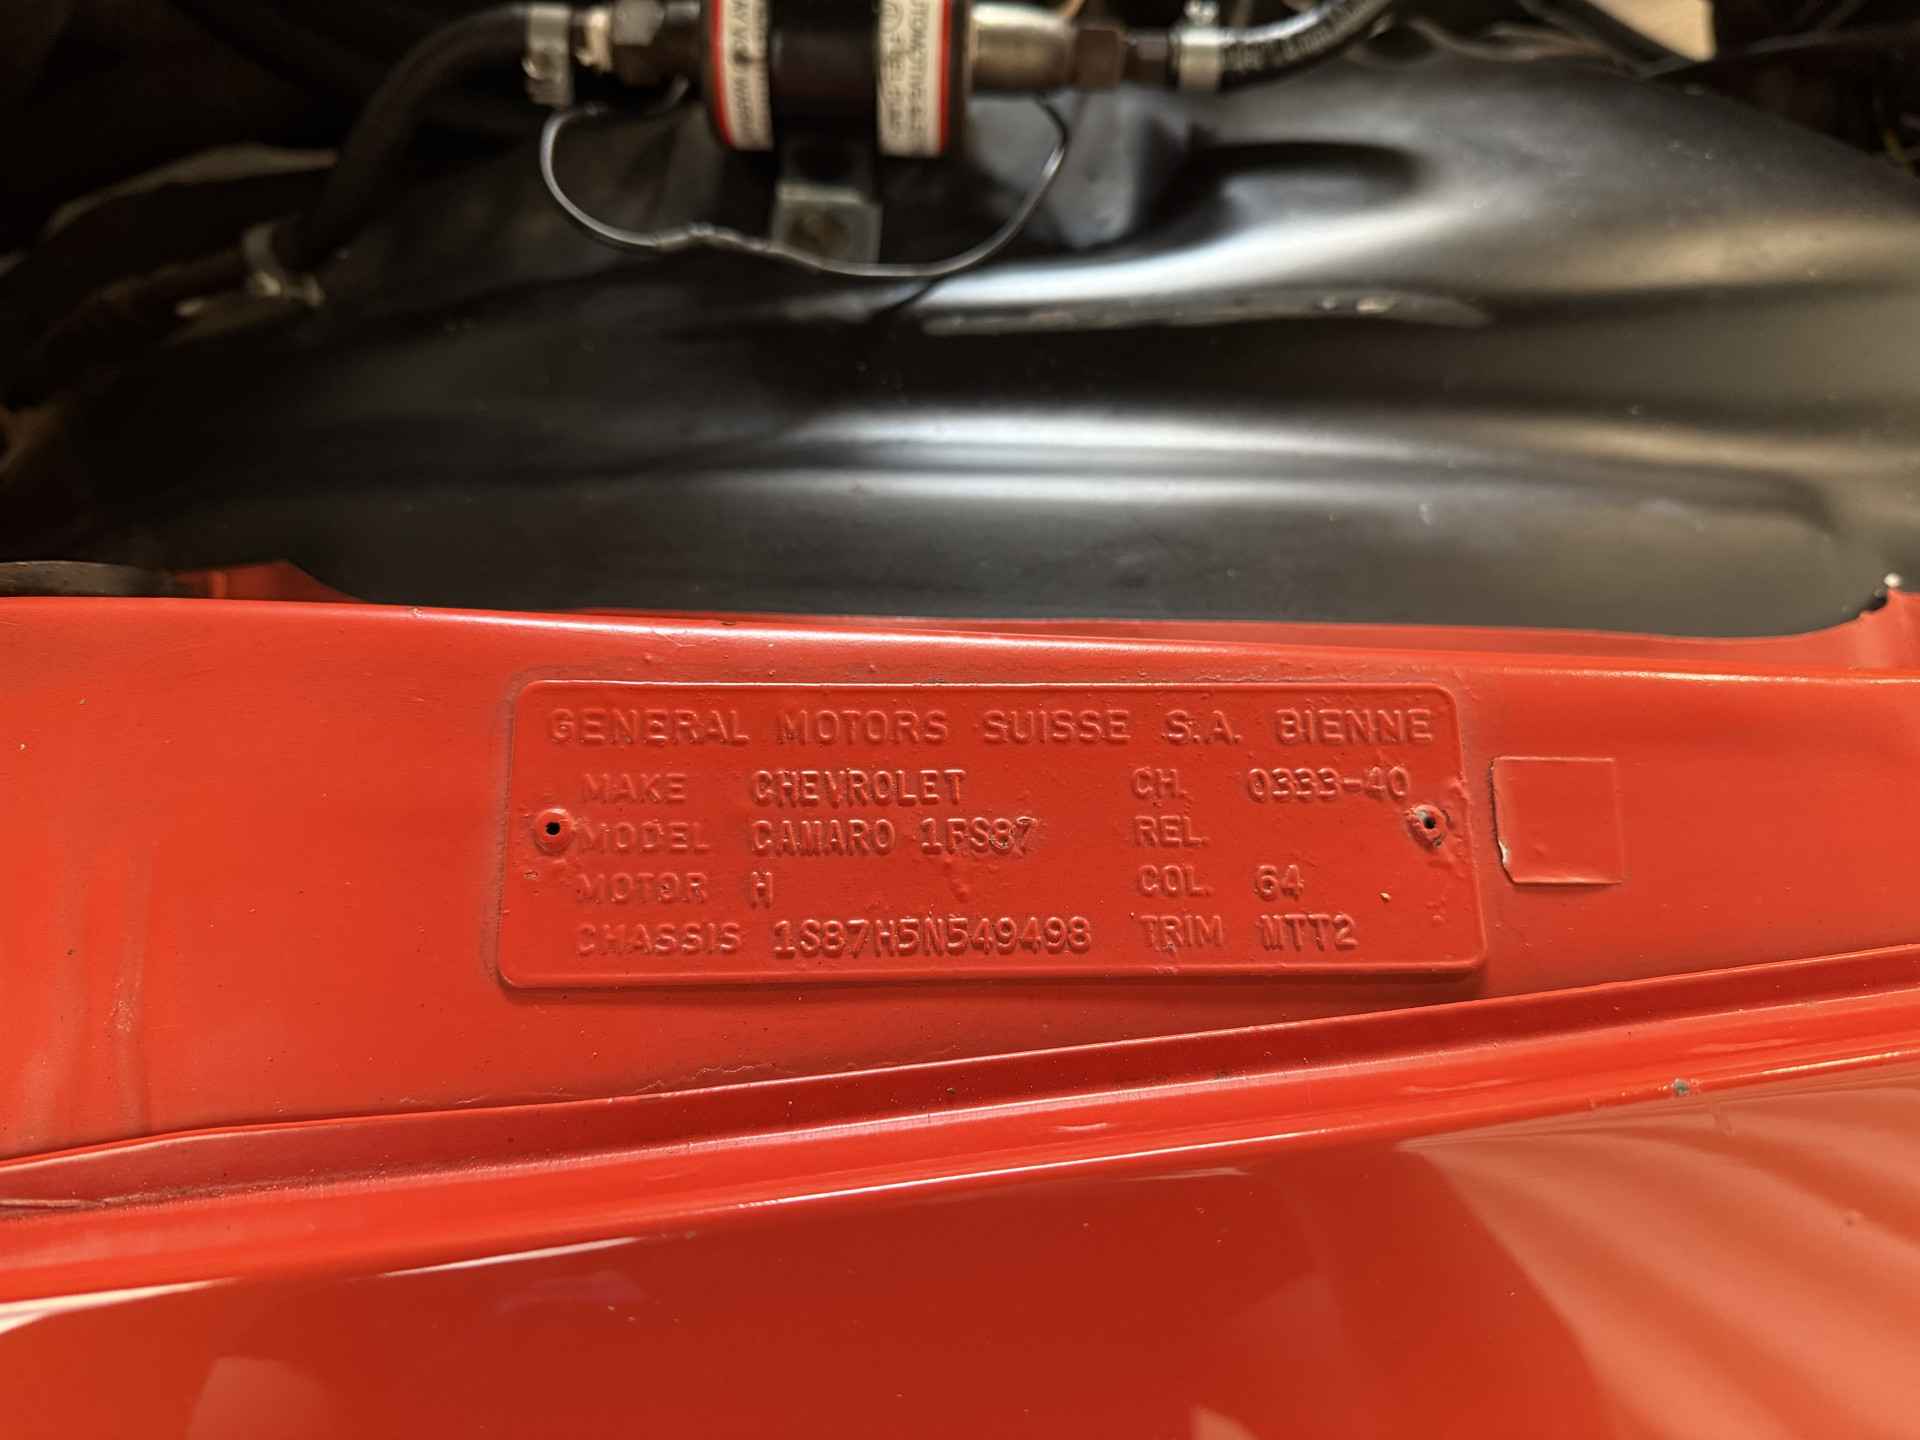 GENERAL MOTORS SUISSE S.A. BIENNE
MAKE CHEVROLET CH. 0333-40
MODEL CAMARO 1FS87 REL.
MOTOR H COL. 64
CHASSIS 1S87H5N549498 TRIM MTT2